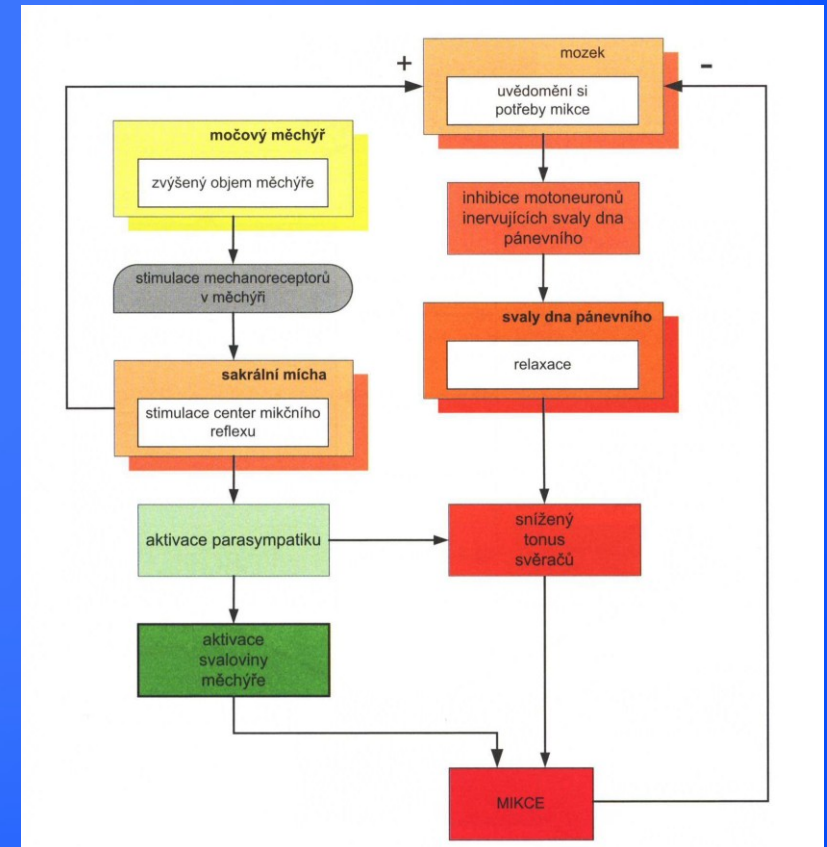 +
mozek
-
uvědomění si
potřeby mikce
močový měchýř
zvýšený objem měchýře
inhibice motoneuronů
inervujících svaly dna
pánevního
stimulace mechanoreceptorů
v měchýři
svaly dna pánevního
relaxace
sakrální mícha
stimulace center mikčního
reflexu
aktivace parasympatiku
snížený
tonus
svěračů
aktivace
svaloviny
měchýře
MIKCE